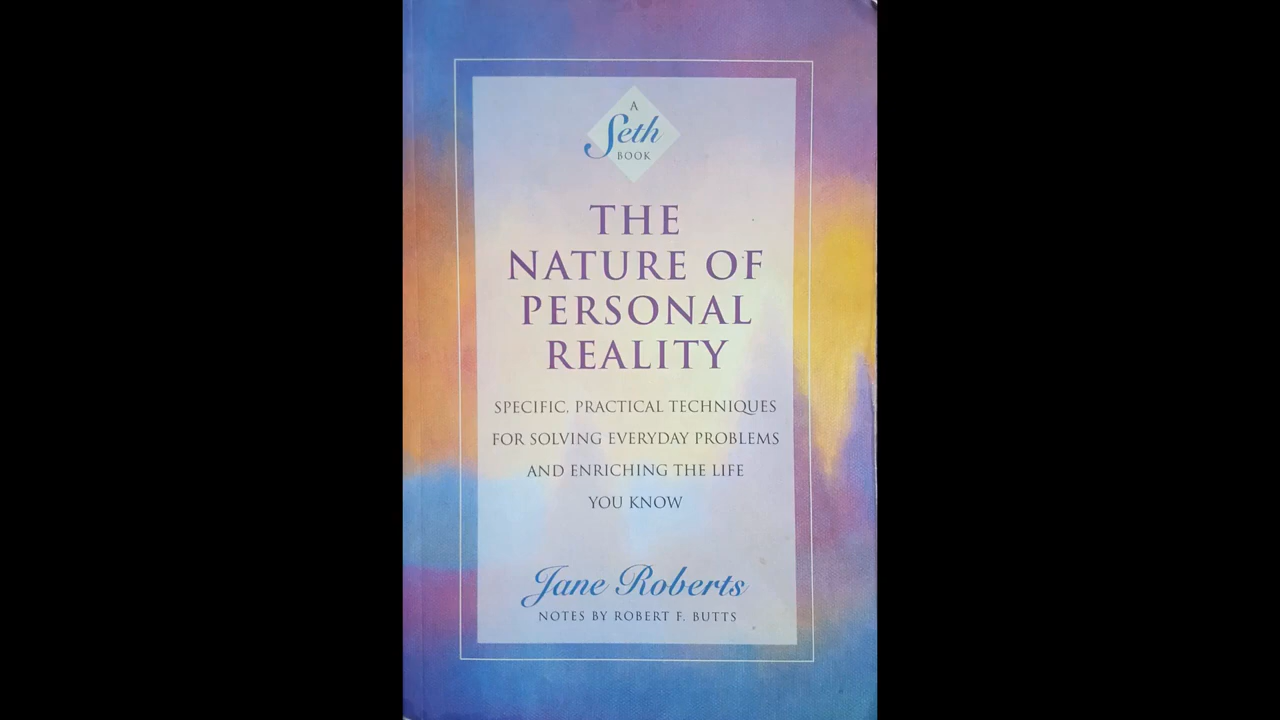 A
Seth
BOOK
THE
NATURE OF
PERSONAL
REALITY
SPECIFIC, PRACTICAL TECHNIQUES
FOR SOLVING EVERYDAY PROBLEMS
AND ENRICHING THE LIFE
YOU KNOW
Jane Roberts
NOTES BY ROBERT F. BUTTS